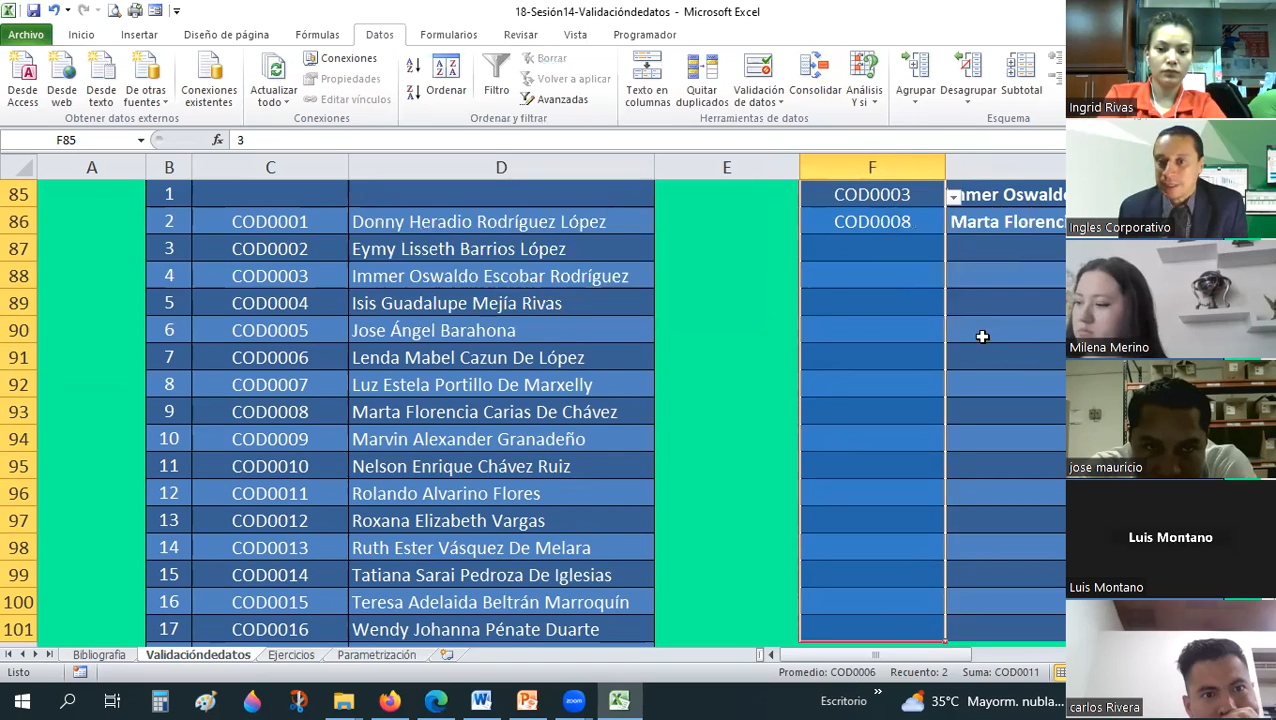 18-Sesión14-Validacióndedatos - Microsoft Excel
Archivo Inicio Insertar Diseño de página Fórmulas Datos Formularios Revisar Vista Programador
Desde Access
Desde web
Desde texto
De otras fuentes
Conexiones existentes
Actualizar todo
Conexiones
Propiedades
Editar vínculos
Ordenar
Filtro
Borrar
Volver a aplicar
Avanzadas
Texto en columnas
Quitar duplicados
Validación de datos
Consolidar
Análisis Y si
Agrupar
Desagrupar
Subtotal
Obtener datos externos Conexiones Ordenar y filtrar Herramientas de datos Esquema
F85 fx 3
A B C D E F
85 1 COD0003 Immer Oswaldo
86 2 COD0001 Donny Heradio Rodríguez López COD0008 Marta Florenci
87 3 COD0002 Eymy Lisseth Barrios López
88 4 COD0003 Immer Oswaldo Escobar Rodríguez
89 5 COD0004 Isis Guadalupe Mejía Rivas
90 6 COD0005 Jose Ángel Barahona
91 7 COD0006 Lenda Mabel Cazun De López
92 8 COD0007 Luz Estela Portillo De Marxelly
93 9 COD0008 Marta Florencia Carias De Chávez
94 10 COD0009 Marvin Alexander Granadeño
95 11 COD0010 Nelson Enrique Chávez Ruiz
96 12 COD0011 Rolando Alvarino Flores
97 13 COD0012 Roxana Elizabeth Vargas
98 14 COD0013 Ruth Ester Vásquez De Melara
99 15 COD0014 Tatiana Sarai Pedroza De Iglesias
100 16 COD0015 Teresa Adelaida Beltrán Marroquín
101 17 COD0016 Wendy Johanna Pénate Duarte
Bibliografia Validacióndedatos Ejercicios Parametrización
Listo Promedio: COD0006 Recuento: 2 Suma: COD0011
Escritorio » 35°C Mayorm. nubla...
Ingrid Rivas
Ingles Corporativo
Milena Merino
jose mauricio
Luis Montano
Luis Montano
carlos Rivera